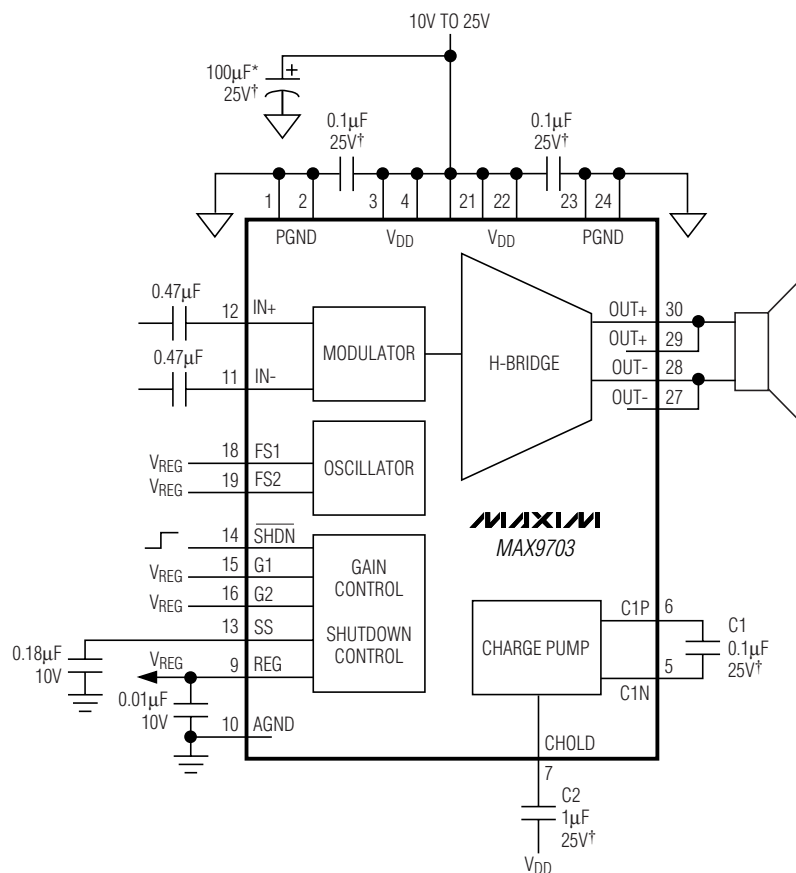 10V TO 25V
100μF*
25V†
+
0.1μF
25V†
0.1μF
25V†
1
2
3
4
21
22
23
24
PGND
VDD
VDD
PGND
0.47μF
12
IN+
0.47μF
11
IN-
MODULATOR
H-BRIDGE
OUT+
30
OUT+
29
OUT-
28
OUT-
27
VREG
18
FS1
VREG
19
FS2
OSCILLATOR
14
SHDN
VREG
15
G1
VREG
16
G2
13
SS
9
REG
GAIN
CONTROL
SHUTDOWN
CONTROL
0.18μF
10V
VREG
0.01μF
10V
10
AGND
MAXIM
MAX9703
CHARGE PUMP
C1P
6
C1N
5
C1
0.1μF
25V†
CHOLD
7
C2
1μF
25V†
VDD